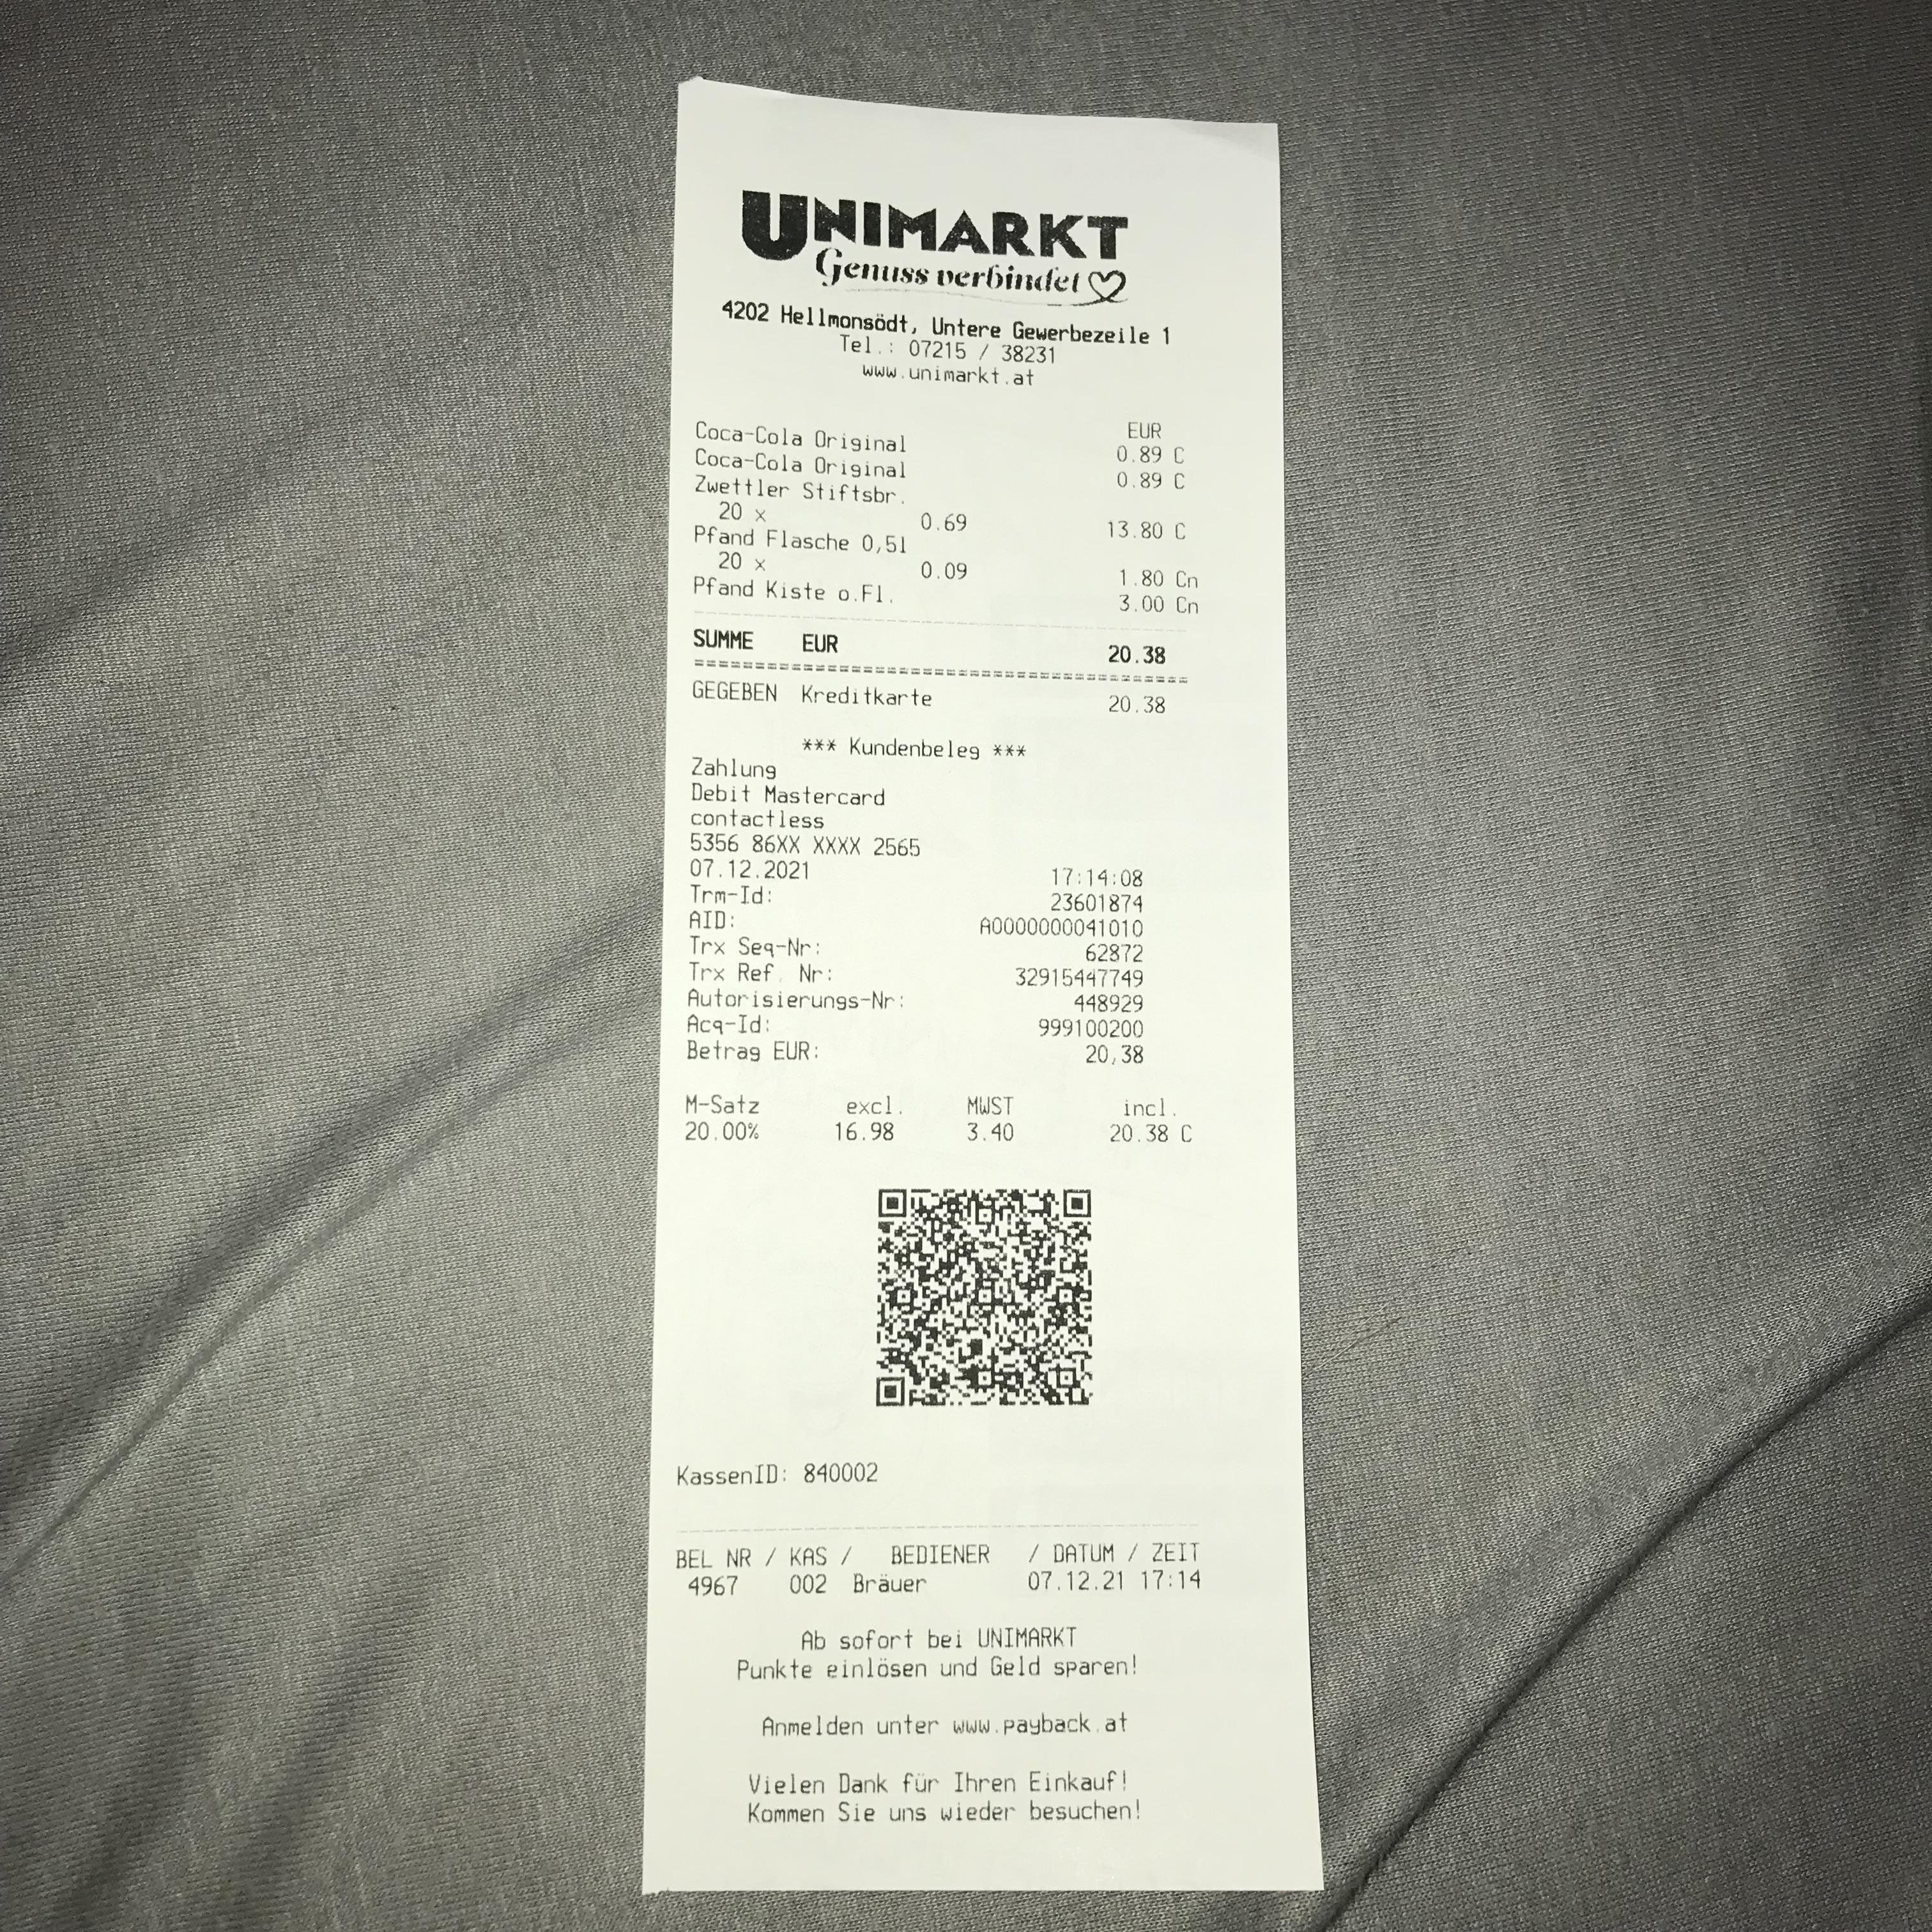 UNIMARKT
Genuss verbindet
4202 Hellmonsödt, Untere Gewerbezeile 1
Tel.: 07215 / 38231
www.unimarkt.at
EUR
Coca-Cola Original 0.89 C
Coca-Cola Original 0.89 C
Zwettler Stiftsbr.
20 x 0.69 13.80 C
Pfand Flasche 0,5l
20 x 0.09 1.80 Cn
Pfand Kiste o.Fl. 3.00 Cn
SUMME EUR 20.38
GEGEBEN Kreditkarte 20.38
*** Kundenbeleg ***
Zahlung
Debit Mastercard
contactless
5356 86XX XXXX 2565
07.12.2021 17:14:08
Trm-Id: 23601874
AID: A0000000041010
Trx Seq-Nr: 62872
Trx Ref. Nr: 32915447749
Autorisierungs-Nr: 448929
Acq-Id: 999100200
Betrag EUR: 20,38
M-Satz excl. MWST incl.
20.00% 16.98 3.40 20.38 C
KassenID: 840002
BEL NR / KAS / BEDIENER / DATUM / ZEIT
4967 002 Bräuer 07.12.21 17:14
Ab sofort bei UNIMARKT
Punkte einlösen und Geld sparen!
Anmelden unter www.payback.at
Vielen Dank für Ihren Einkauf!
Kommen Sie uns wieder besuchen!